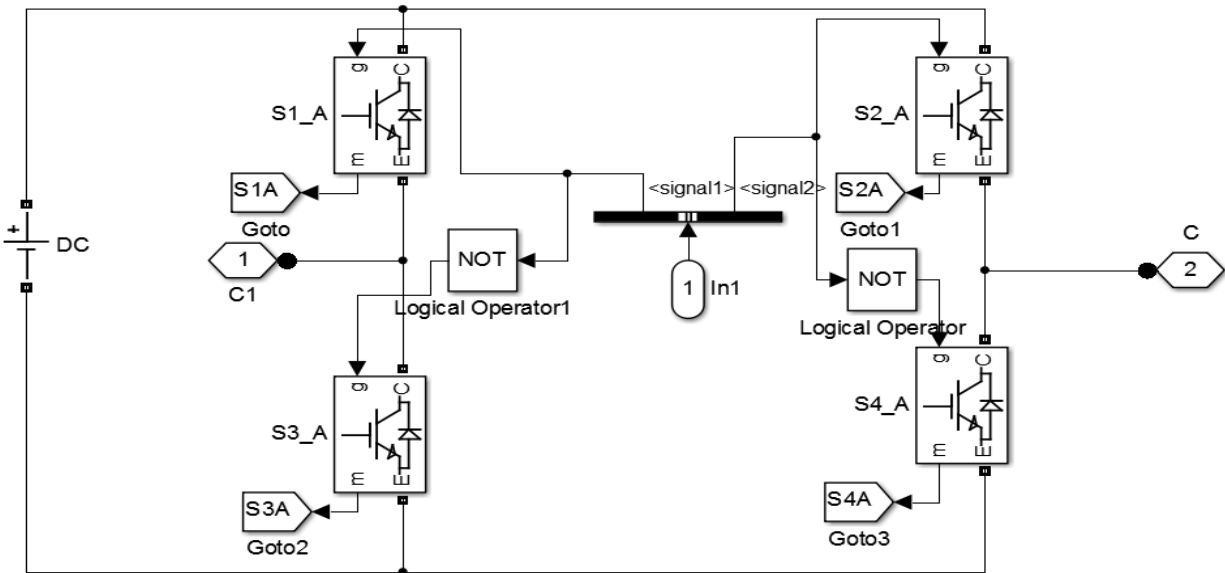 g
C
S1_A
m
E
S1A
Goto
g
C
S2_A
m
E
S2A
Goto1
<signal1>
<signal2>
+
DC
1
C1
NOT
Logical Operator1
1
In1
NOT
Logical Operator
C
2
g
C
S3_A
m
E
S3A
Goto2
g
C
S4_A
m
E
S4A
Goto3